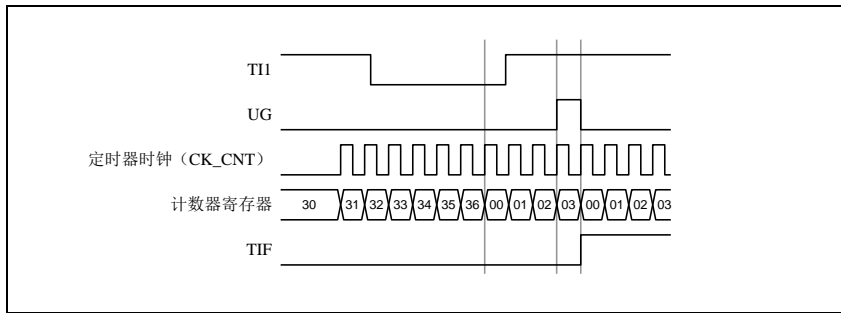 TI1
UG
定时器时钟（CK_CNT）
计数器寄存器 30 31 32 33 34 35 36 00 01 02 03 00 01 02 03
TIF